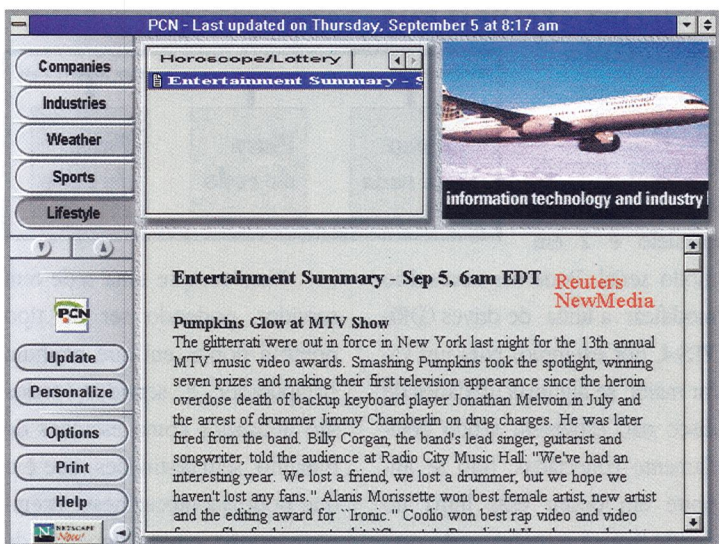 PCN - Last updated on Thursday, September 5 at 8:17 am
Companies
Industries
Weather
Sports
Lifestyle
PCN
Update
Personalize
Options
Print
Help
NETSCAPE
Now!
Horoscope/Lottery
Entertainment Summary - S
information technology and industry
Entertainment Summary - Sep 5, 6am EDT
Reuters
NewMedia
Pumpkins Glow at MTV Show
The glitterati were out in force in New York last night for the 13th annual
MTV music video awards. Smashing Pumpkins took the spotlight, winning
seven prizes and making their first television appearance since the heroin
overdose death of backup keyboard player Jonathan Melvoin in July and
the arrest of drummer Jimmy Chamberlin on drug charges. He was later
fired from the band. Billy Corgan, the band's lead singer, guitarist and
songwriter, told the audience at Radio City Music Hall: "We've had an
interesting year. We lost a friend, we lost a drummer, but we hope we
haven't lost any fans." Alanis Morissette won best female artist, new artist
and the editing award for ``Ironic." Coolio won best rap video and video